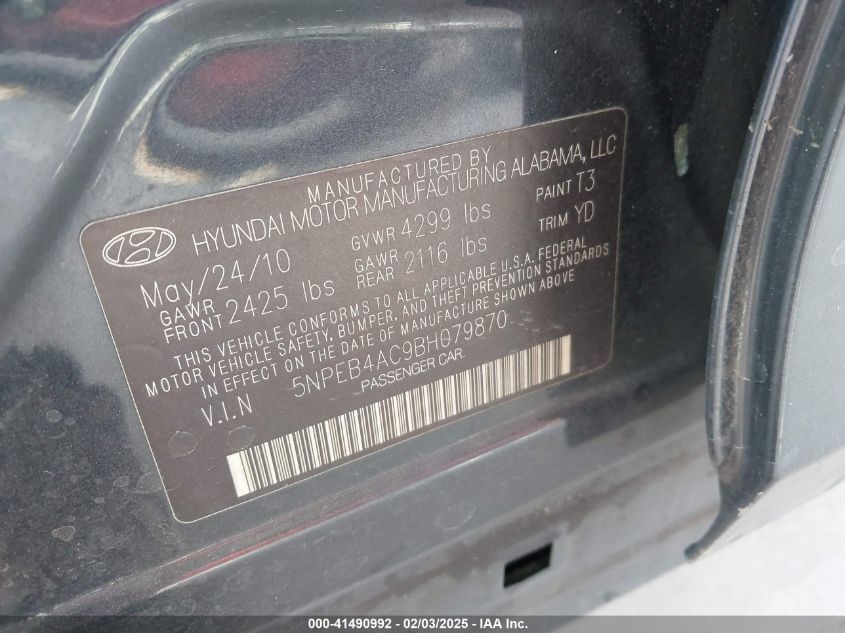 MANUFACTURED BY
HYUNDAI MOTOR MANUFACTURING ALABAMA, LLC
May/24/10 GVWR 4299 lbs PAINT T3
GAWR FRONT 2425 lbs GAWR REAR 2116 lbs TRIM YD
THIS VEHICLE CONFORMS TO ALL APPLICABLE U.S.A. FEDERAL
MOTOR VEHICLE SAFETY, BUMPER, AND THEFT PREVENTION STANDARDS
IN EFFECT ON THE DATE OF MANUFACTURE SHOWN ABOVE
V.I.N 5NPEB4AC9BH079870
PASSENGER CAR
000-41490992 - 02/03/2025 - IAAI.com